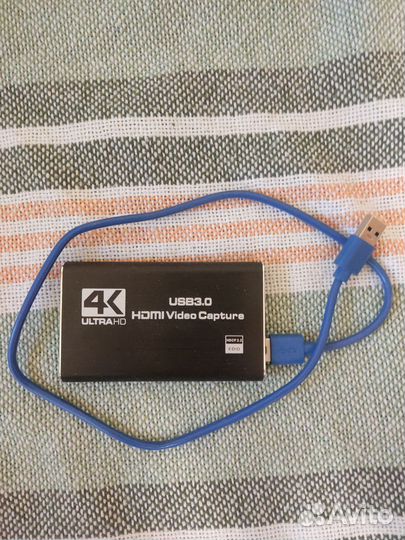 4K
ULTRA HD
USB3.0
HDMI Video Capture
Avito